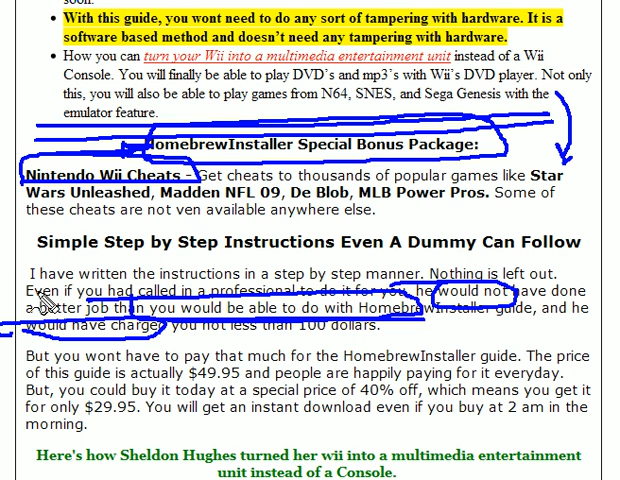 soon.
With this guide, you wont need to do any sort of tampering with hardware. It is a
software based method and doesn't need any tampering with hardware.
How you can turn your Wii into a multimedia entertainment unit instead of a Wii
Console. You will finally be able to play DVD's and mp3's with Wii's DVD player. Not only
this, you will also be able to play games from N64, SNES, and Sega Genesis with the
emulator feature.
HomebrewInstaller Special Bonus Package:
Nintendo Wii Cheats - Get cheats to thousands of popular games like Star
Wars Unleashed, Madden NFL 09, De Blob, MLB Power Pros. Some of
these cheats are not ven available anywhere else.
Simple Step by Step Instructions Even A Dummy Can Follow
I have written the instructions in a step by step manner. Nothing is left out.
Even if you had called in a professional to do it for you, he would not have done
a better job than you would be able to do with HomebrewInstaller guide, and he
would have charged you not less than 100 dollars.
But you wont have to pay that much for the HomebrewInstaller guide. The price
of this guide is actually $49.95 and people are happily paying for it everyday.
But, you could buy it today at a special price of 40% off, which means you get it
for only $29.95. You will get an instant download even if you buy at 2 am in the
morning.
Here's how Sheldon Hughes turned her wii into a multimedia entertainment
unit instead of a Console.